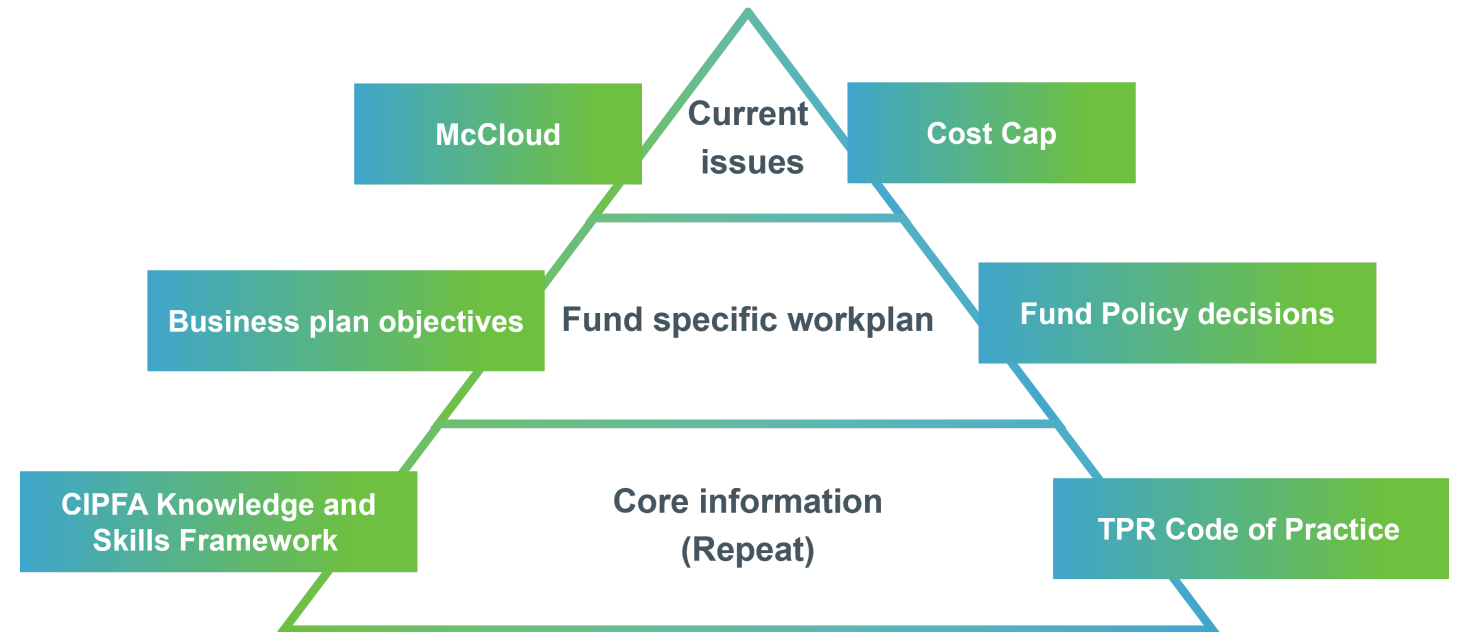 Current
issues
McCloud
Cost Cap
Business plan objectives
Fund specific workplan
Fund Policy decisions
CIPFA Knowledge and
Skills Framework
Core information
(Repeat)
TPR Code of Practice